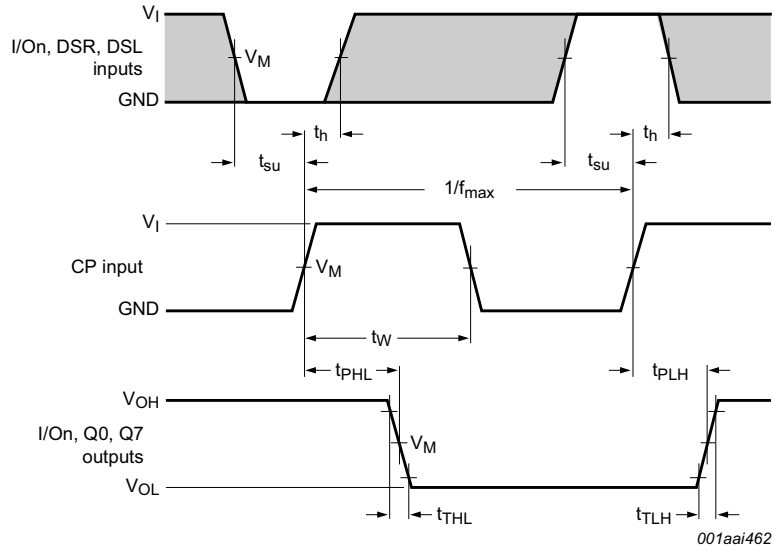 VI
I/On, DSR, DSL
inputs
VM
GND
th
th
tsu
tsu
1/fmax
VI
CP input
VM
GND
tW
tPHL
tPLH
VOH
I/On, Q0, Q7
outputs
VM
VOL
tTHL
tTLH
001aai462